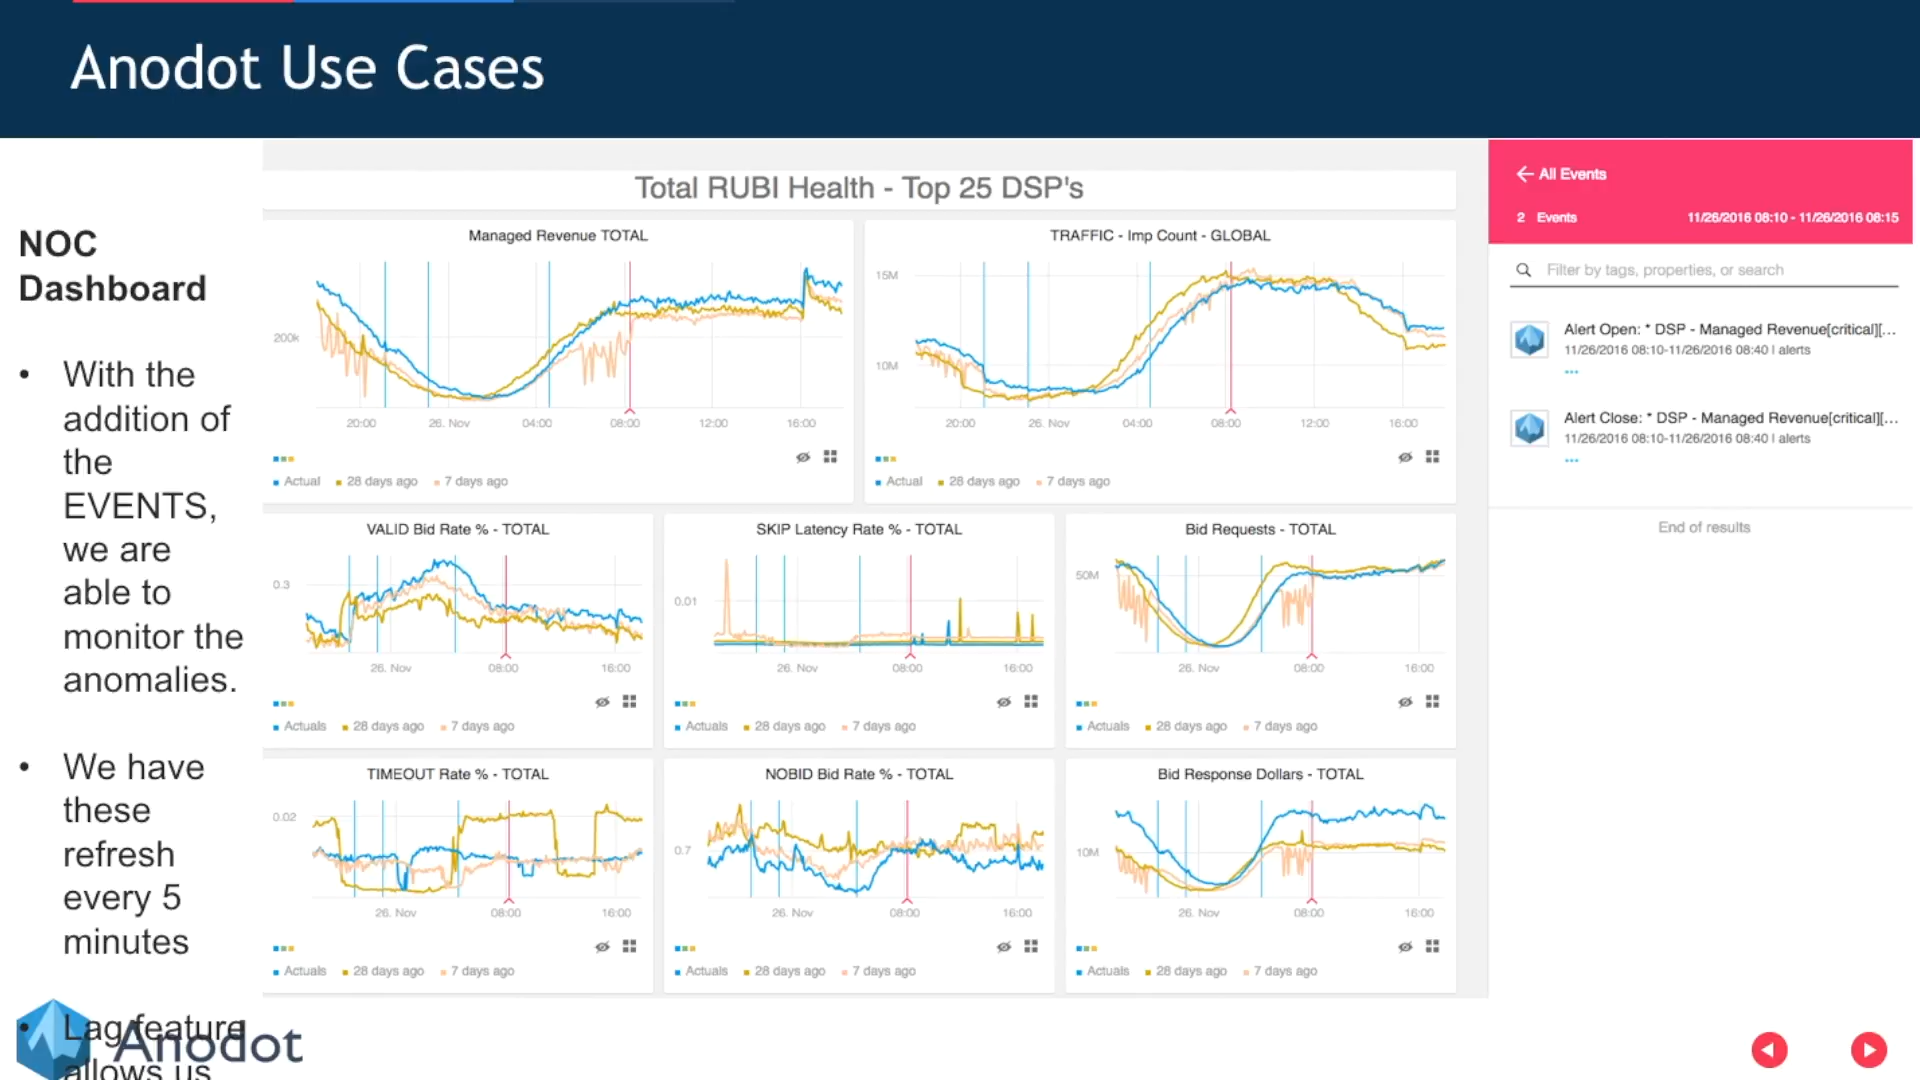 Anodot Use Cases
NOC
Dashboard
• With the
addition of
the
EVENTS,
we are
able to
monitor the
anomalies.
• We have
these
refresh
every 5
minutes
• Lag feature
allows us
Anodot
Total RUBI Health - Top 25 DSP's
Managed Revenue TOTAL
200k
20:00 26. Nov 04:00 08:00 12:00 16:00
Actual 28 days ago 7 days ago
TRAFFIC - Imp Count - GLOBAL
15M
10M
20:00 26. Nov 04:00 08:00 12:00 16:00
Actual 28 days ago 7 days ago
VALID Bid Rate % - TOTAL
0.3
26. Nov 08:00 16:00
Actuals 28 days ago 7 days ago
SKIP Latency Rate % - TOTAL
0.01
26. Nov 08:00 16:00
Actuals 28 days ago 7 days ago
Bid Requests - TOTAL
50M
26. Nov 08:00 16:00
Actuals 28 days ago 7 days ago
TIMEOUT Rate % - TOTAL
0.02
26. Nov 08:00 16:00
Actuals 28 days ago 7 days ago
NOBID Bid Rate % - TOTAL
0.7
26. Nov 08:00 16:00
Actuals 28 days ago 7 days ago
Bid Response Dollars - TOTAL
10M
26. Nov 08:00 16:00
Actuals 28 days ago 7 days ago
All Events
2 Events 11/26/2016 08:10 - 11/26/2016 08:15
Filter by tags, properties, or search
Alert Open: * DSP - Managed Revenue[critical][...
11/26/2016 08:10-11/26/2016 08:40 | alerts
...
Alert Close: * DSP - Managed Revenue[critical][...
11/26/2016 08:10-11/26/2016 08:40 | alerts
...
End of results